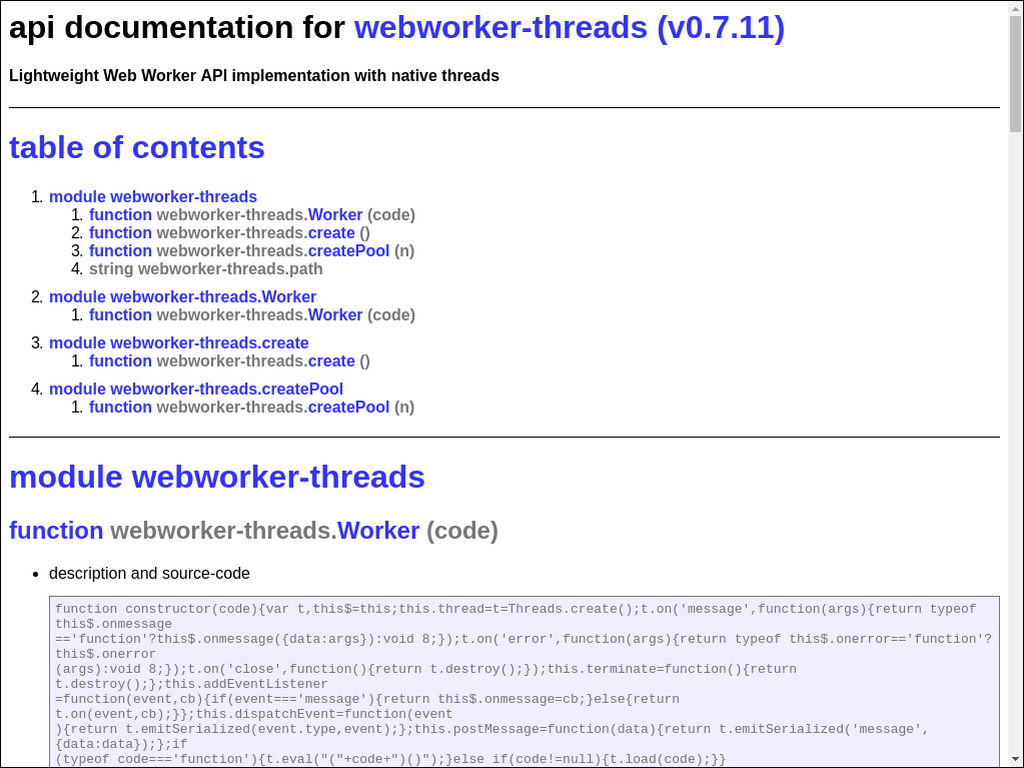 api documentation for webworker-threads (v0.7.11)
Lightweight Web Worker API implementation with native threads
table of contents
1. module webworker-threads
1. function webworker-threads.Worker (code)
2. function webworker-threads.create ()
3. function webworker-threads.createPool (n)
4. string webworker-threads.path
2. module webworker-threads.Worker
1. function webworker-threads.Worker (code)
3. module webworker-threads.create
1. function webworker-threads.create ()
4. module webworker-threads.createPool
1. function webworker-threads.createPool (n)
module webworker-threads
function webworker-threads.Worker (code)
• description and source-code
function constructor(code){var t,this$=this;this.thread=t=Threads.create();t.on('message',function(args){return typeof
this$.onmessage
=='function'?this$.onmessage({data:args}):void 8;});t.on('error',function(args){return typeof this$.onerror=='function'?
this$.onerror
(args):void 8;});t.on('close',function(){return t.destroy();});this.terminate=function(){return
t.destroy();};this.addEventListener
=function(event,cb){if(event==='message'){return this$.onmessage=cb;}else{return
t.on(event,cb);}};this.dispatchEvent=function(event
){return t.emitSerialized(event.type,event);};this.postMessage=function(data){return t.emitSerialized('message',
{data:data});};if
(typeof code==='function'){t.eval("("+code+")()");}else if(code!=null){t.load(code);}}